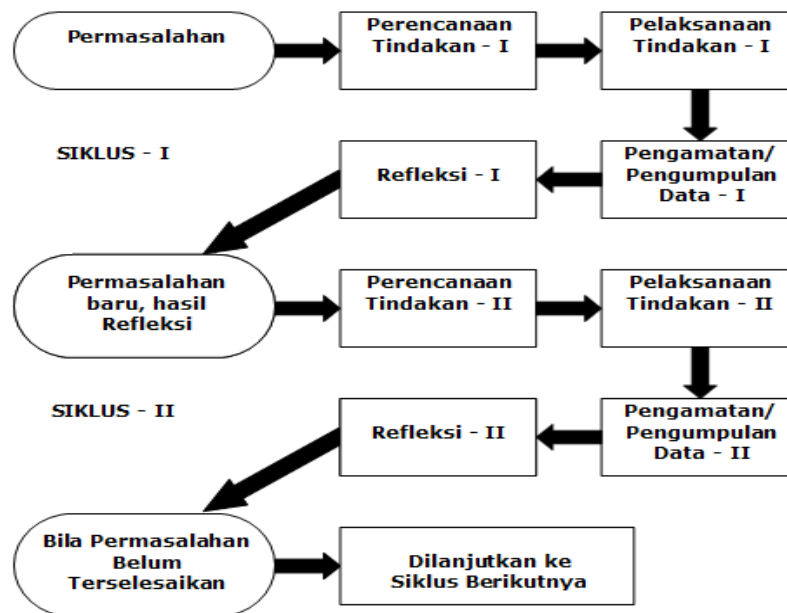 Permasalahan
Perencanaan
Tindakan - I
Pelaksanaan
Tindakan - I
SIKLUS - I
Refleksi - I
Pengamatan/
Pengumpulan
Data - I
Permasalahan
baru, hasil
Refleksi
Perencanaan
Tindakan - II
Pelaksanaan
Tindakan - II
SIKLUS - II
Refleksi - II
Pengamatan/
Pengumpulan
Data - II
Bila Permasalahan
Belum
Terselesaikan
Dilanjutkan ke
Siklus Berikutnya